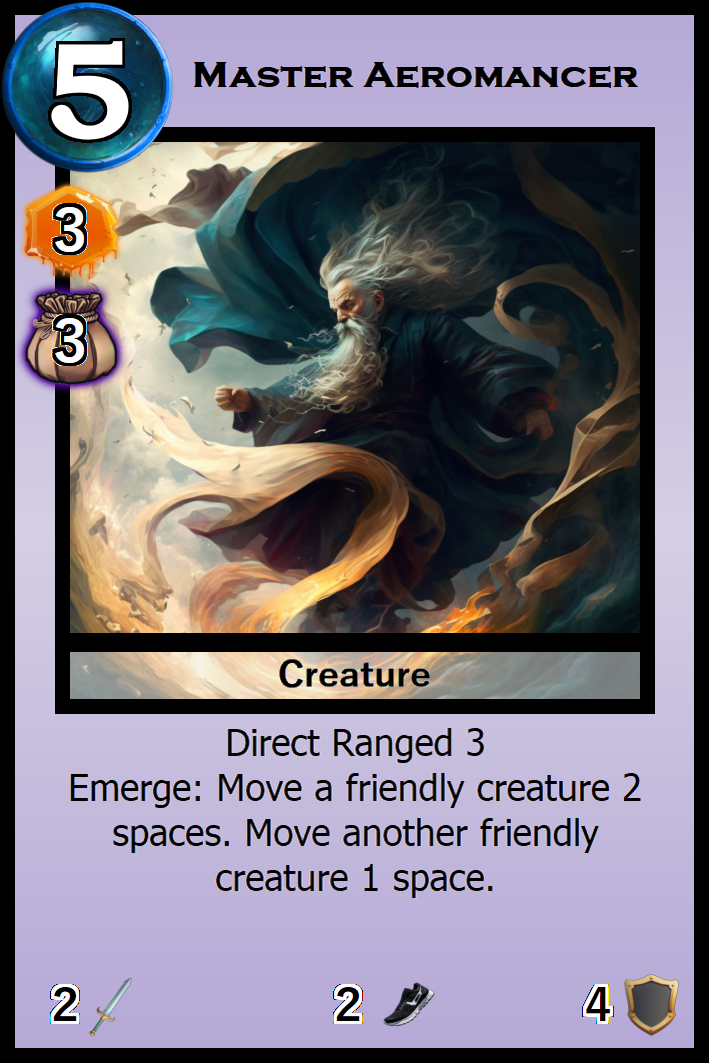 5
Master Aeromancer
3
3
Creature
Direct Ranged 3
Emerge: Move a friendly creature 2
spaces. Move another friendly
creature 1 space.
2
2
4